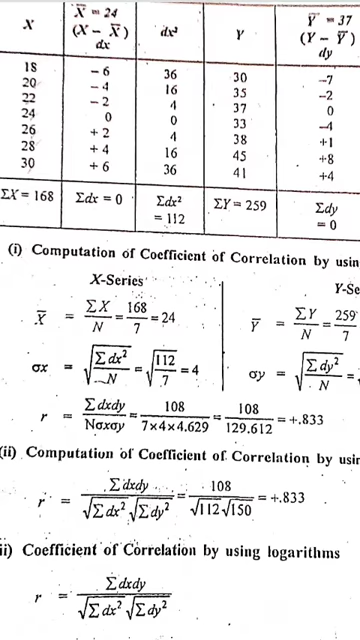 X̄ = 24 Ȳ = 37
X (X – X̄) dx dx² Y (Y – Ȳ) dy
18 – 6 36 30 –7
20 – 4 16 35 –2
22 – 2 4 37 0
24 0 0 33 –4
26 + 2 4 38 +1
28 + 4 16 45 +8
30 + 6 36 41 +4
ΣX = 168 Σdx = 0 Σdx² = 112 ΣY = 259 Σdy = 0
(i) Computation of Coefficient of Correlation by usin
X-Series Y-Se
X̄ = ΣX / N = 168 / 7 = 24 Ȳ = ΣY / N = 259 / 7
σx = √(Σdx² / N) = √(112 / 7) = 4 σy = √(Σdy² / N) =
r = Σdxdy / Nσxσy = 108 / 7×4×4.629 = 108 / 129.612 = +.833
(ii) Computation of Coefficient of Correlation by usin
r = Σdxdy / √Σdx² √Σdy² = 108 / √112 √150 = +.833
ii) Coefficient of Correlation by using logarithms
r = Σdxdy / √Σdx² √Σdy²